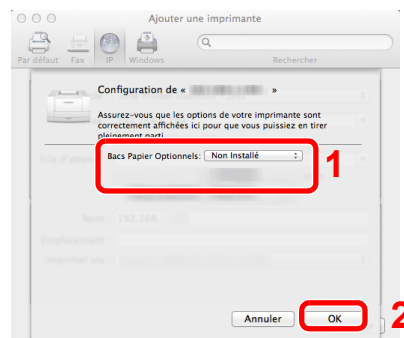 Ajouter une imprimante
Par défaut Fax IP Windows Rechercher
Configuration de « »
Assurez-vous que les options de votre imprimante sont
correctement affichées ici pour que vous puissiez en tirer
pleinement parti.
Bacs Papier Optionnels: Non Installé
1
File d'attente
Nom : 192.168.
Emplacement :
Imprimer via :
Annuler OK
2